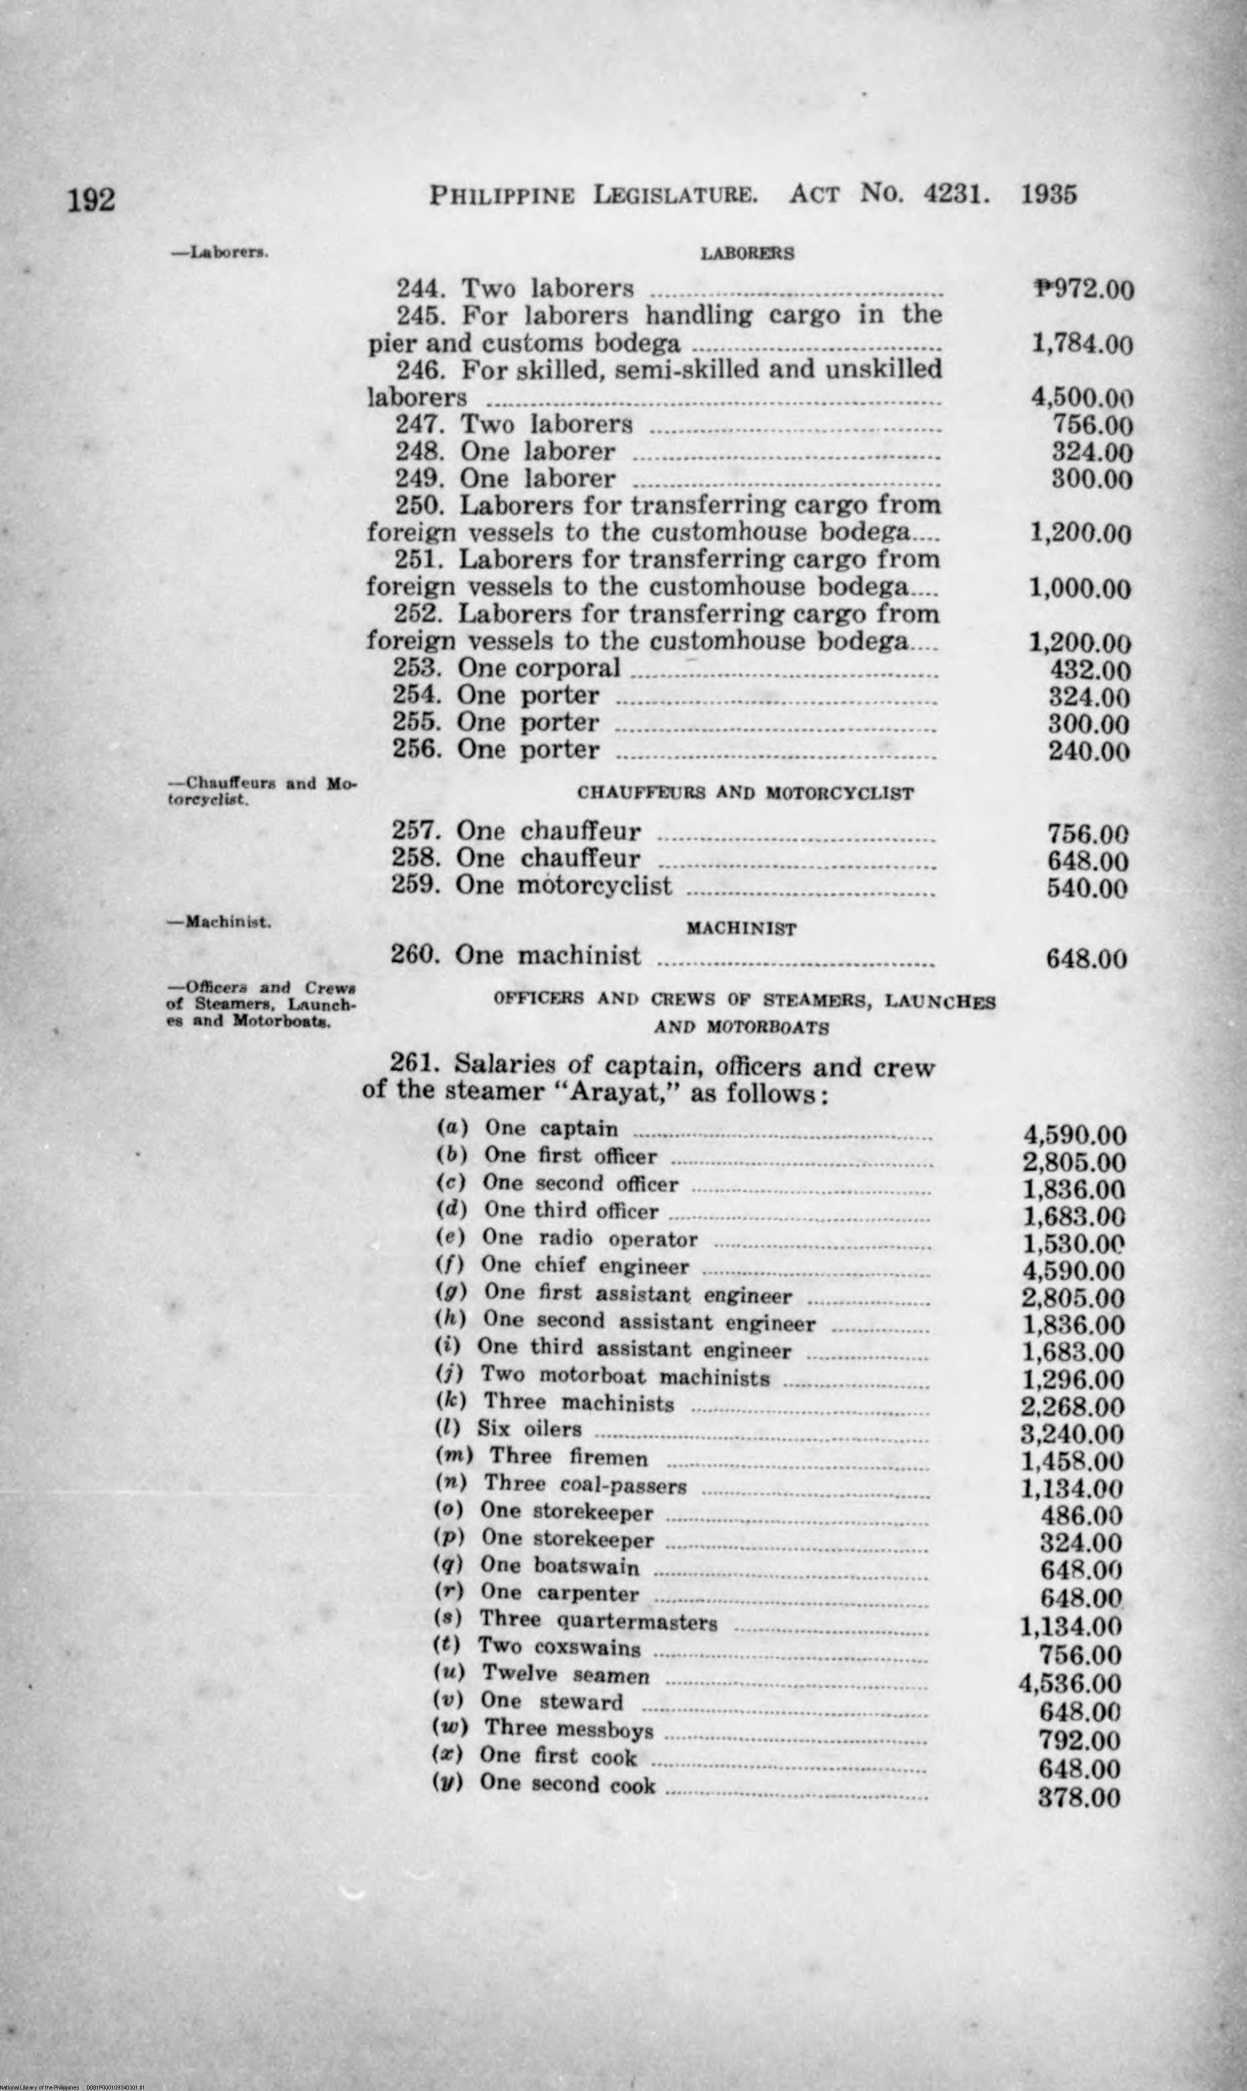 192 PHILIPPINE LEGISLATURE. ACT NO. 4231. 1935
—Laborers. LABORERS
244. Two laborers ........ ₱972.00
245. For laborers handling cargo in the
pier and customs bodega ........ 1,784.00
246. For skilled, semi-skilled and unskilled
laborers ........ 4,500.00
247. Two laborers ........ 756.00
248. One laborer ........ 324.00
249. One laborer ........ 300.00
250. Laborers for transferring cargo from
foreign vessels to the customhouse bodega.... 1,200.00
251. Laborers for transferring cargo from
foreign vessels to the customhouse bodega.... 1,000.00
252. Laborers for transferring cargo from
foreign vessels to the customhouse bodega.... 1,200.00
253. One corporal ........ 432.00
254. One porter ........ 324.00
255. One porter ........ 300.00
256. One porter ........ 240.00
—Chauffeurs and Mo-
torcyclist.
CHAUFFEURS AND MOTORCYCLIST
257. One chauffeur ........ 756.00
258. One chauffeur ........ 648.00
259. One motorcyclist ........ 540.00
—Machinist. MACHINIST
260. One machinist ........ 648.00
—Officers and Crews
of Steamers, Launch-
es and Motorboats.
OFFICERS AND CREWS OF STEAMERS, LAUNCHES
AND MOTORBOATS
261. Salaries of captain, officers and crew
of the steamer "Arayat," as follows:
(a) One captain ........ 4,590.00
(b) One first officer ........ 2,805.00
(c) One second officer ........ 1,836.00
(d) One third officer ........ 1,683.00
(e) One radio operator ........ 1,530.00
(f) One chief engineer ........ 4,590.00
(g) One first assistant engineer ........ 2,805.00
(h) One second assistant engineer ........ 1,836.00
(i) One third assistant engineer ........ 1,683.00
(j) Two motorboat machinists ........ 1,296.00
(k) Three machinists ........ 2,268.00
(l) Six oilers ........ 3,240.00
(m) Three firemen ........ 1,458.00
(n) Three coal-passers ........ 1,134.00
(o) One storekeeper ........ 486.00
(p) One storekeeper ........ 324.00
(q) One boatswain ........ 648.00
(r) One carpenter ........ 648.00
(s) Three quartermasters ........ 1,134.00
(t) Two coxswains ........ 756.00
(u) Twelve seamen ........ 4,536.00
(v) One steward ........ 648.00
(w) Three messboys ........ 792.00
(x) One first cook ........ 648.00
(y) One second cook ........ 378.00
National Library of the Philippines